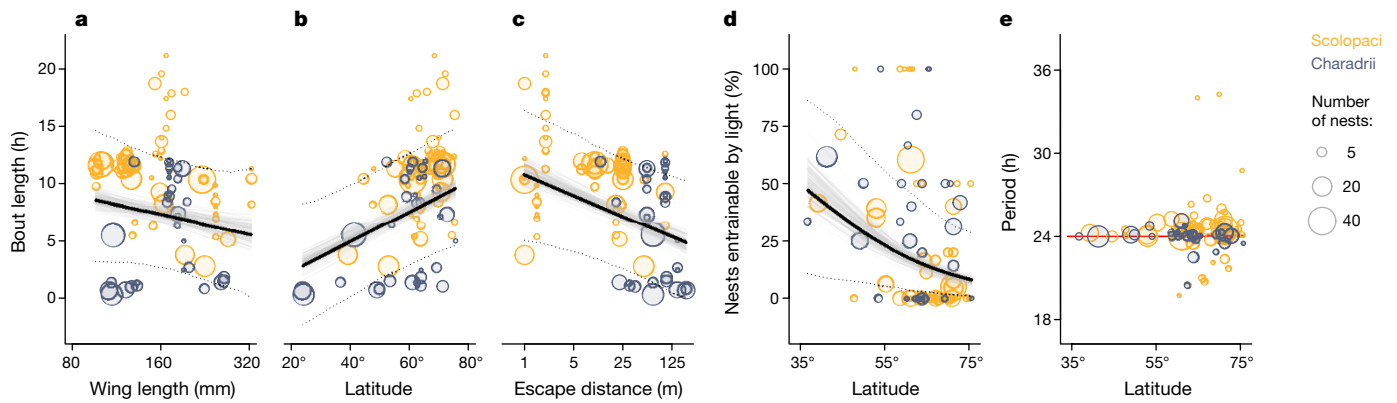 a
b
c
d
e
Bout length (h)
20
15
10
5
0
80
160
320
Wing length (mm)
20°
40°
60°
80°
Latitude
1
5
25
125
Escape distance (m)
Nests entrainable by light (%)
100
75
50
25
0
35°
55°
75°
Latitude
Period (h)
36
30
24
18
35°
55°
75°
Latitude
Scolopaci
Charadrii
Number
of nests:
5
20
40